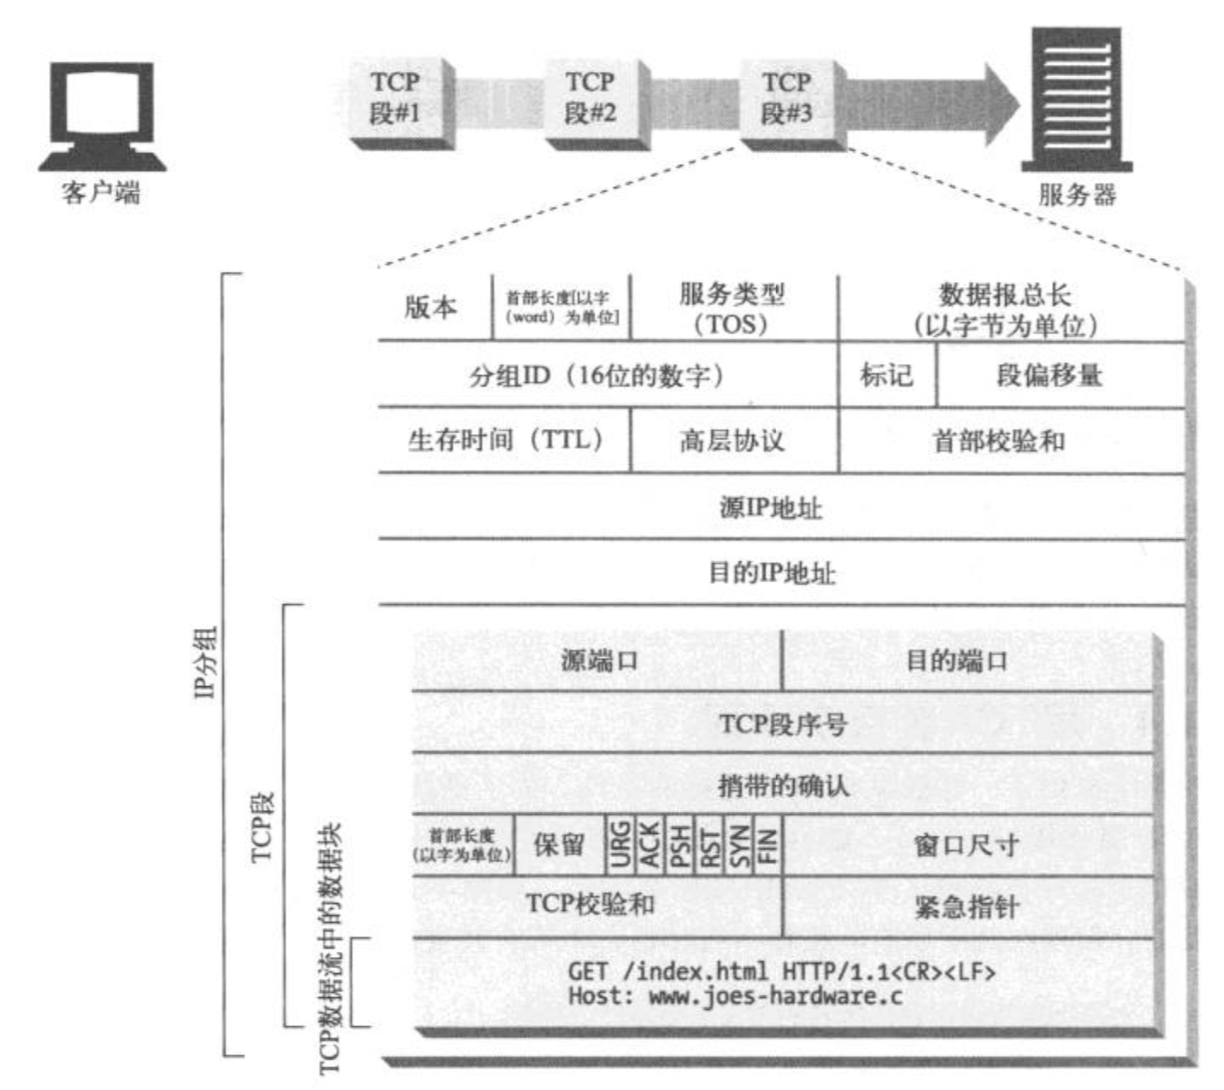 TCP
段#1
TCP
段#2
TCP
段#3
客户端
服务器
版本
首部长度[以字
(word) 为单位]
服务类型
(TOS)
数据报总长
(以字节为单位)
分组ID(16位的数字)
标记
段偏移量
生存时间(TTL)
高层协议
首部校验和
源IP地址
目的IP地址
IP分组
TCP段
TCP数据流中的数据块
源端口
目的端口
TCP段序号
捎带的确认
首部长度
(以字为单位)
保留
URG
ACK
PSH
RST
SYN
FIN
窗口尺寸
TCP校验和
紧急指针
GET /index.html HTTP/1.1<CR><LF>
Host: www.joes-hardware.c